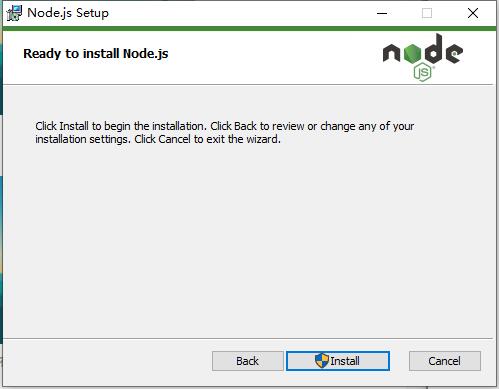 Node.js Setup
Ready to install Node.js
node
JS
Click Install to begin the installation. Click Back to review or change any of your
installation settings. Click Cancel to exit the wizard.
Back
Install
Cancel